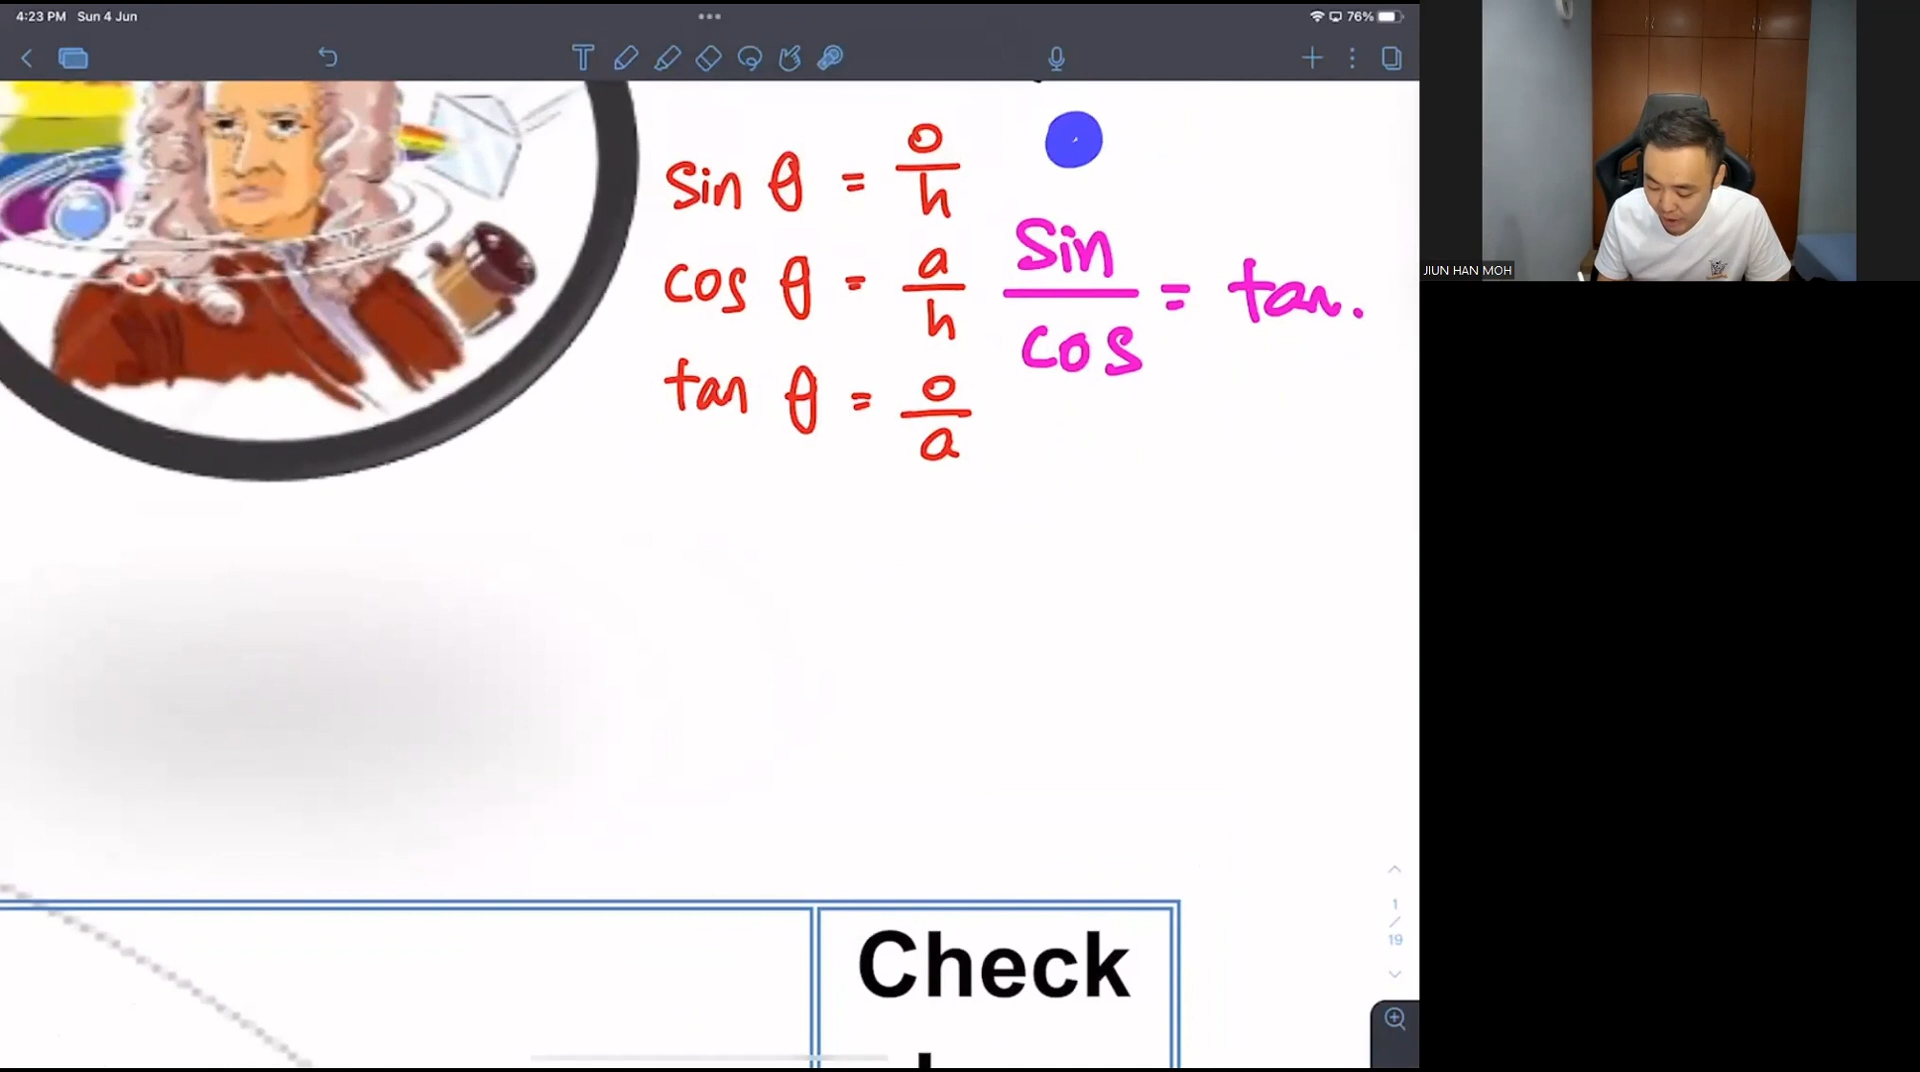 4:23 PM Sun 4 Jun
76%
sin θ = o/h
cos θ = a/h
tan θ = o/a
sin/cos = tan.
JIUN HAN MOH
1
/
19
Check